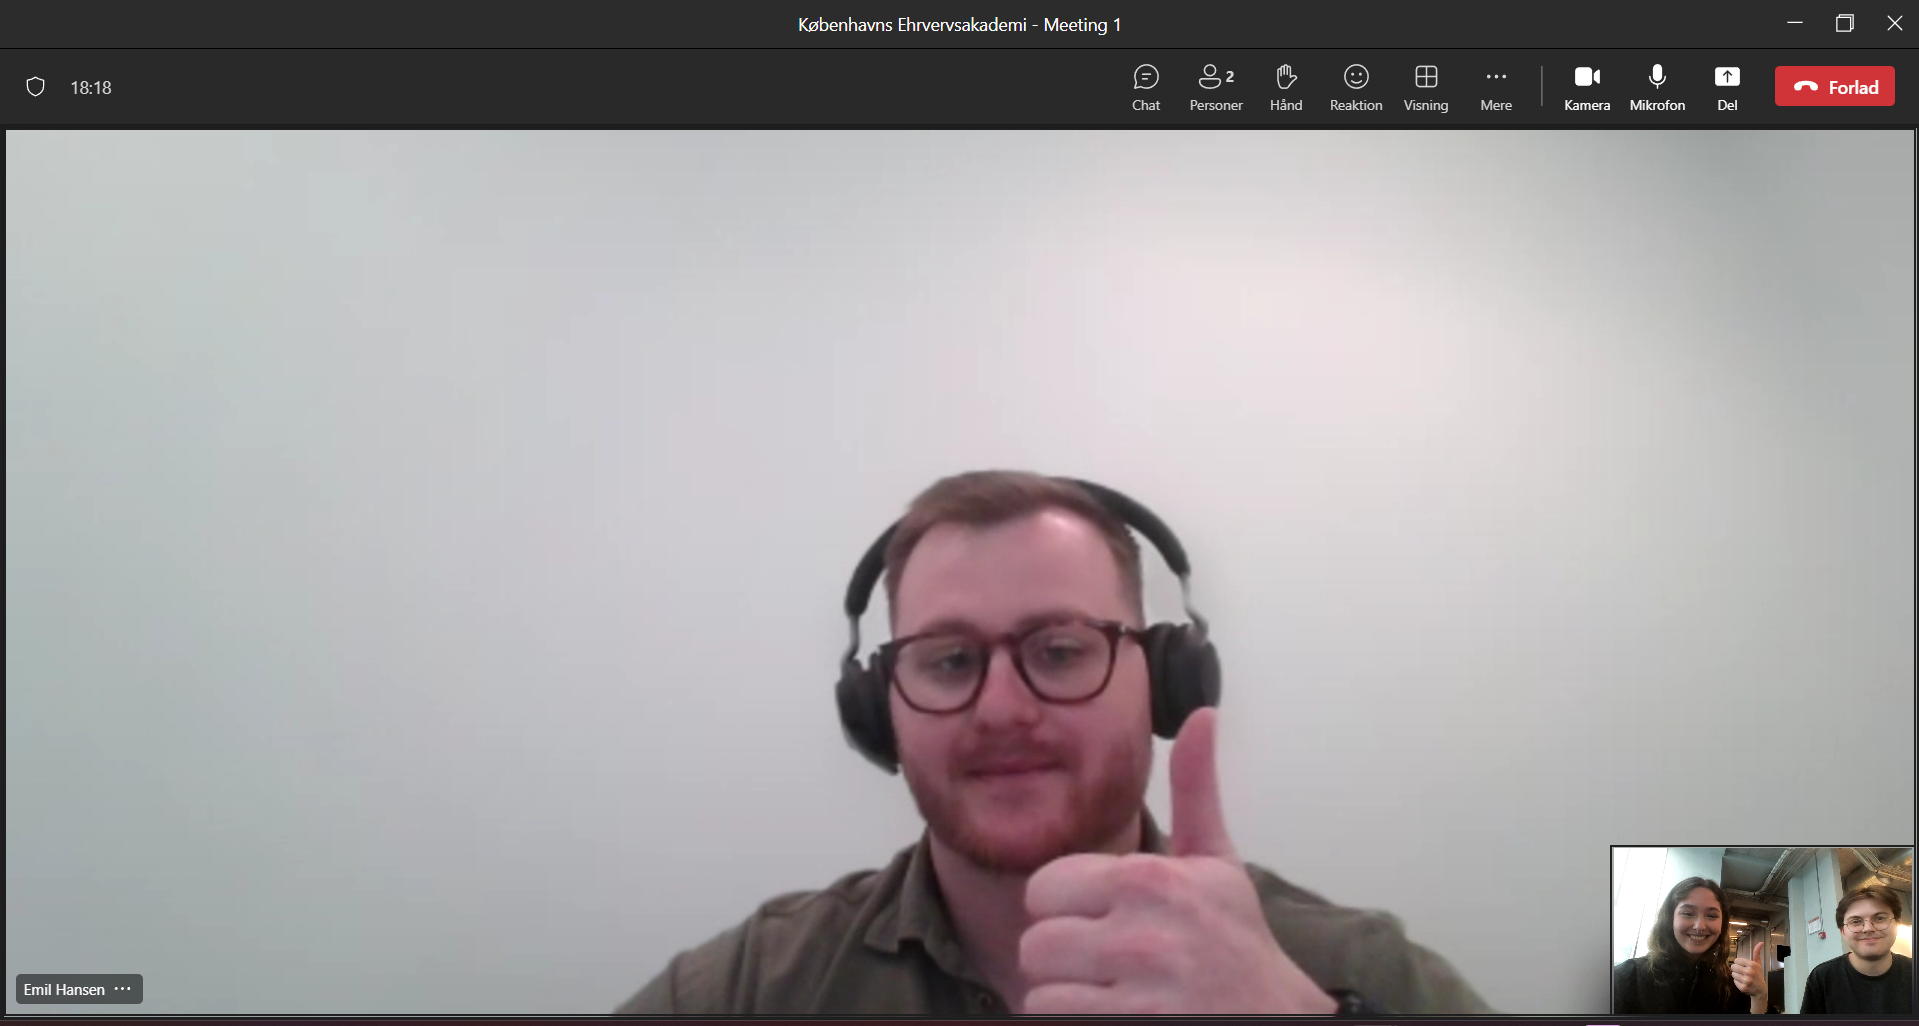 Københavns Ehrvervsakademi - Meeting 1
18:18
2
Chat
Personer
Hånd
Reaktion
Visning
Mere
Kamera
Mikrofon
Del
Forlad
Emil Hansen